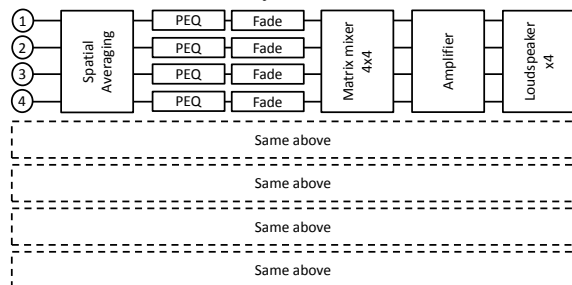 1
PEQ
Fade
2
PEQ
Fade
3
PEQ
Fade
4
PEQ
Fade
Spatial
Averaging
Matrix mixer
4x4
Amplifier
Loudspeaker
x4
Same above
Same above
Same above
Same above